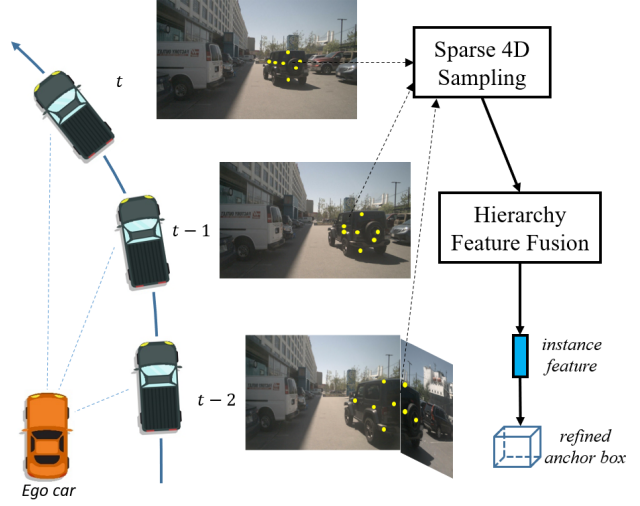 t
Sparse 4D
Sampling
t − 1
Hierarchy
Feature Fusion
t − 2
instance
feature
refined
anchor box
Ego car